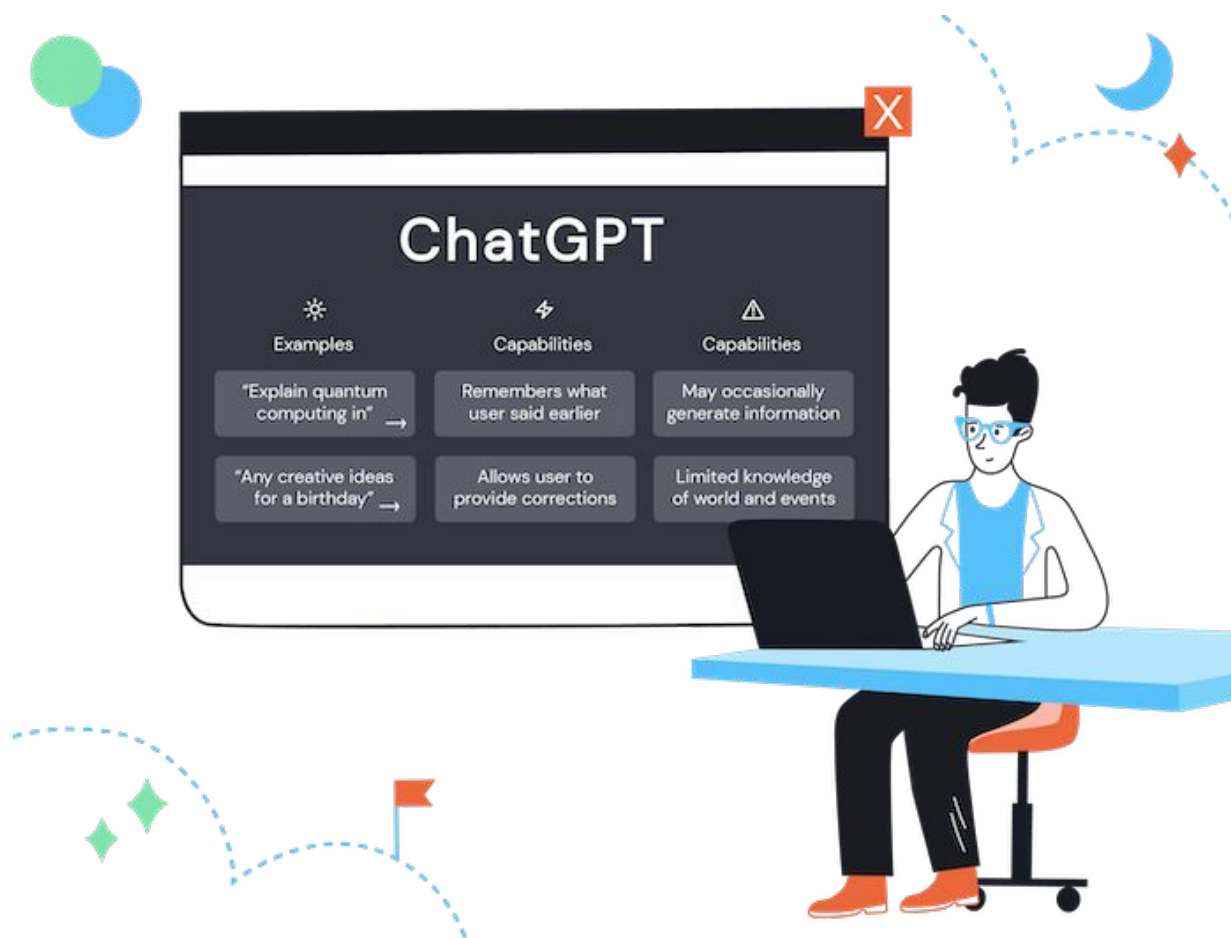 X
ChatGPT
Examples
Capabilities
Capabilities
"Explain quantum
computing in"
Remembers what
user said earlier
May occasionally
generate information
"Any creative ideas
for a birthday"
Allows user to
provide corrections
Limited knowledge
of world and events